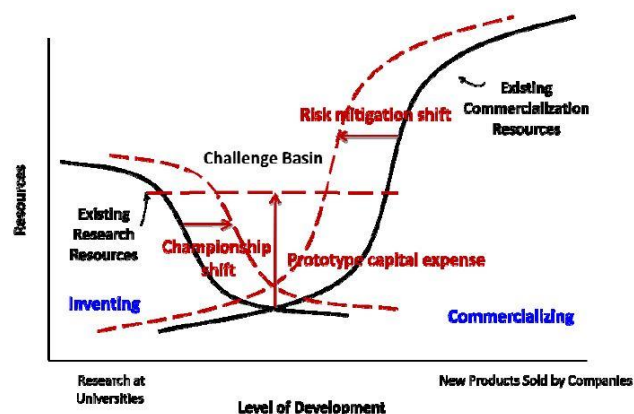 Existing
Commercialization
Resources
Risk mitigation shift
Challenge Basin
Resources
Existing
Research
Resources
Championship
shift
Prototype capital expense
Inventing
Commercializing
Research at
Universities
New Products Sold by Companies
Level of Development